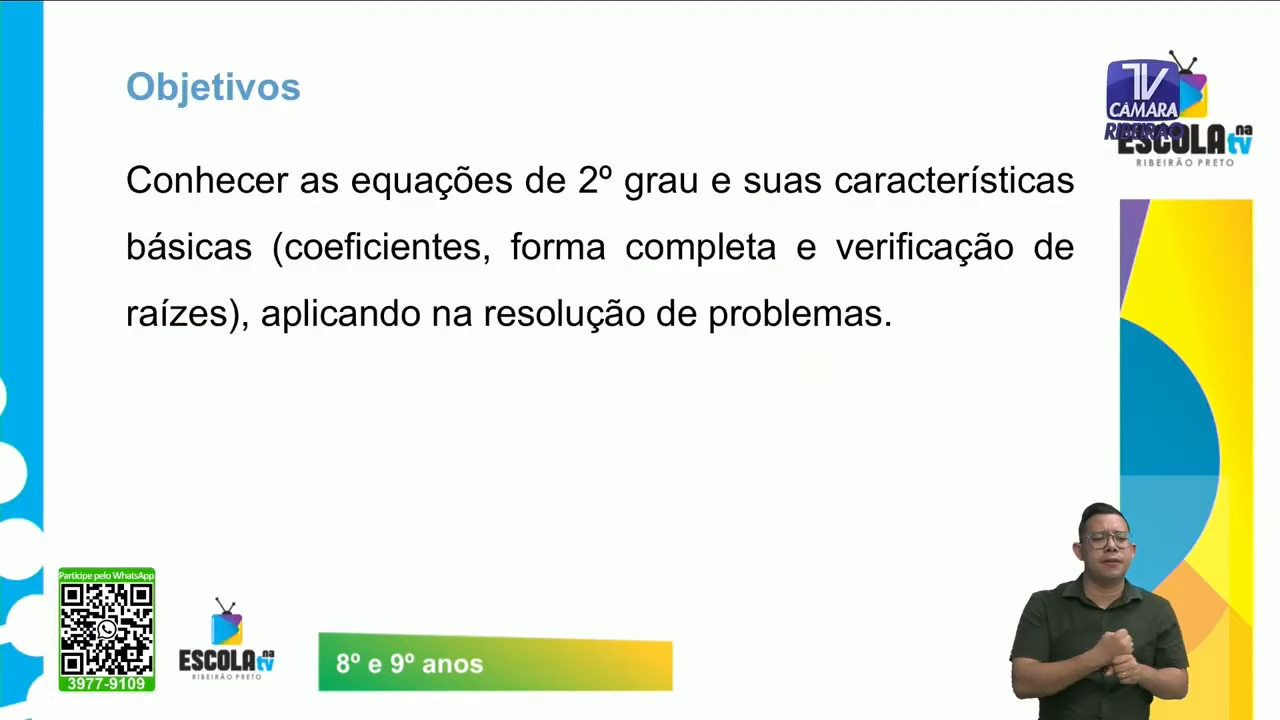 Objetivos
TV
CÂMARA
RIBEIRÃO
ESCOLA na tv
RIBEIRÃO PRETO
Conhecer as equações de 2º grau e suas características
básicas (coeficientes, forma completa e verificação de
raízes), aplicando na resolução de problemas.
Participe pelo WhatsApp
3977-9109
ESCOLA na tv
RIBEIRÃO PRETO
8º e 9º anos